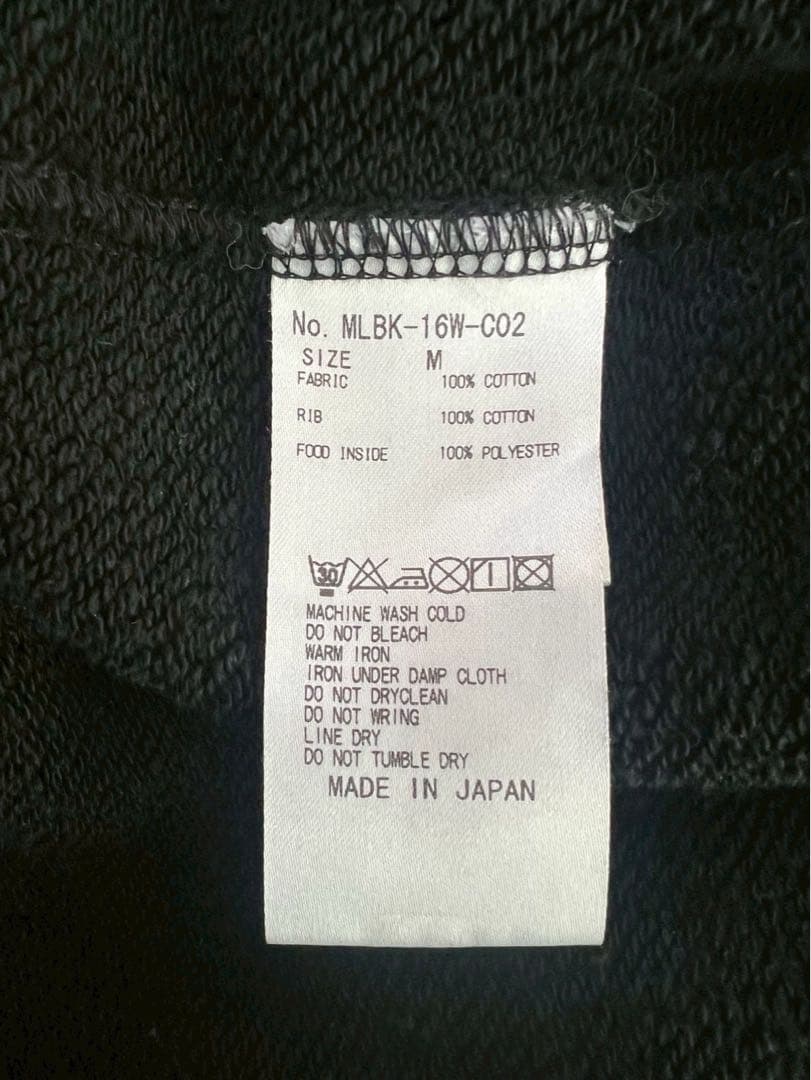 No. MLBK-16W-C02
SIZE M
FABRIC 100% COTTON
RIB 100% COTTON
FOOD INSIDE 100% POLYESTER
30
MACHINE WASH COLD
DO NOT BLEACH
WARM IRON
IRON UNDER DAMP CLOTH
DO NOT DRYCLEAN
DO NOT WRING
LINE DRY
DO NOT TUMBLE DRY
MADE IN JAPAN